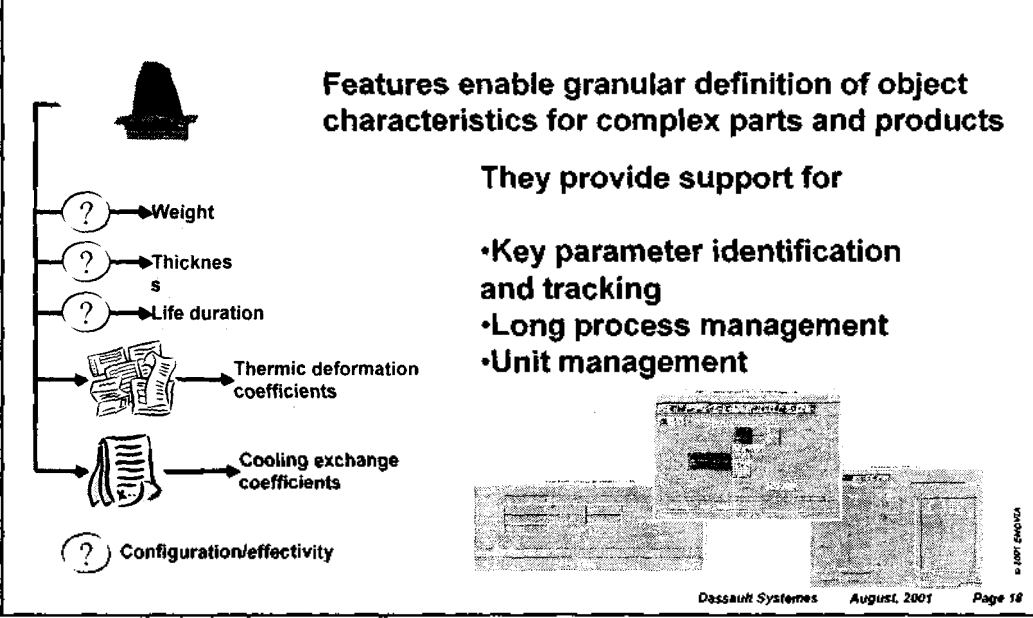 Features enable granular definition of object
characteristics for complex parts and products
They provide support for
•Key parameter identification
and tracking
•Long process management
•Unit management
?
Weight
?
Thicknes
s
?
Life duration
Thermic deformation
coefficients
Cooling exchange
coefficients
?
Configuration/effectivity
© 2001 ENOVIA
Dassault Systemes August, 2001 Page 18